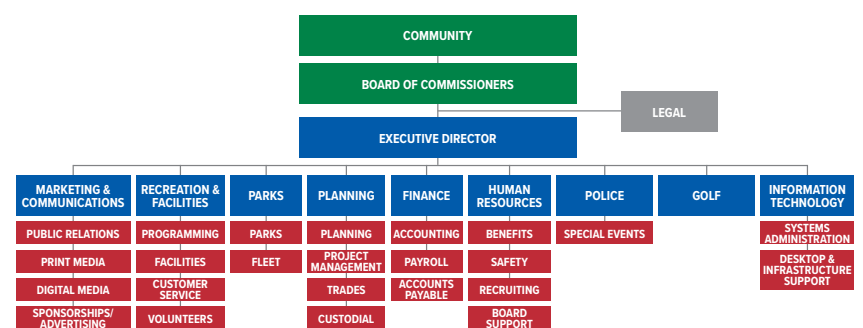 COMMUNITY
BOARD OF COMMISSIONERS
LEGAL
EXECUTIVE DIRECTOR
MARKETING &
COMMUNICATIONS
RECREATION &
FACILITIES
PARKS
PLANNING
FINANCE
HUMAN
RESOURCES
POLICE
GOLF
INFORMATION
TECHNOLOGY
PUBLIC RELATIONS
PROGRAMMING
PARKS
PLANNING
ACCOUNTING
BENEFITS
SPECIAL EVENTS
SYSTEMS
ADMINISTRATION
PRINT MEDIA
FACILITIES
FLEET
PROJECT
MANAGEMENT
PAYROLL
SAFETY
DESKTOP &
INFRASTRUCTURE
SUPPORT
DIGITAL MEDIA
CUSTOMER
SERVICE
TRADES
ACCOUNTS
PAYABLE
RECRUITING
SPONSORSHIPS/
ADVERTISING
VOLUNTEERS
CUSTODIAL
BOARD
SUPPORT